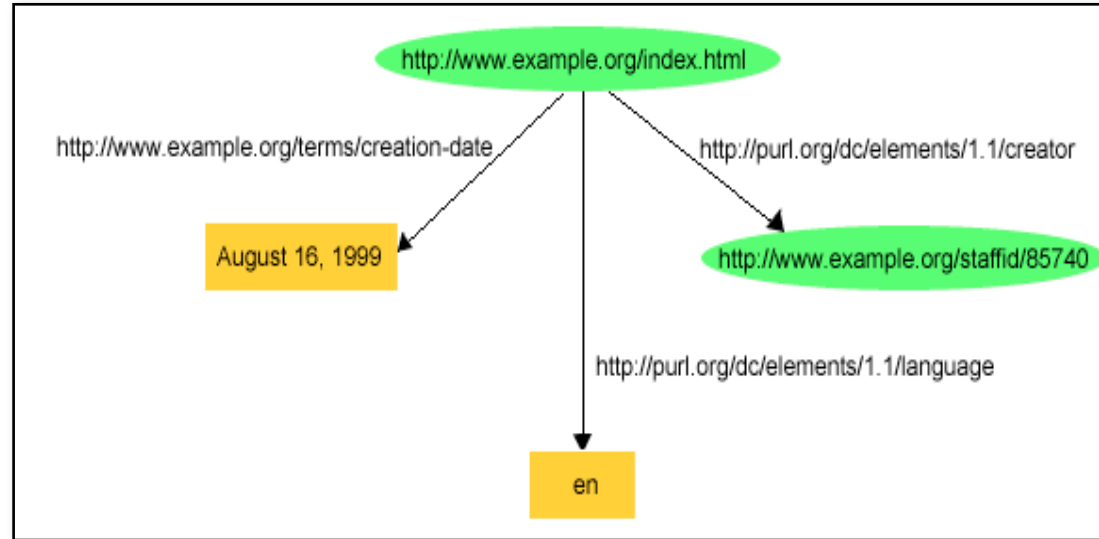 http://www.example.org/index.html
http://www.example.org/terms/creation-date
http://purl.org/dc/elements/1.1/creator
August 16, 1999
http://www.example.org/staffid/85740
http://purl.org/dc/elements/1.1/language
en